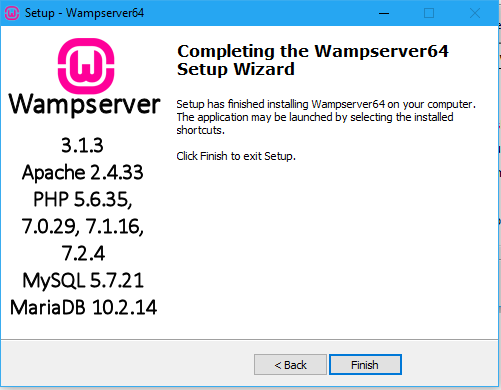 Setup - Wampserver64
Completing the Wampserver64
Setup Wizard
Wampserver
3.1.3
Apache 2.4.33
PHP 5.6.35,
7.0.29, 7.1.16,
7.2.4
MySQL 5.7.21
MariaDB 10.2.14
Setup has finished installing Wampserver64 on your computer.
The application may be launched by selecting the installed
shortcuts.
Click Finish to exit Setup.
< Back
Finish